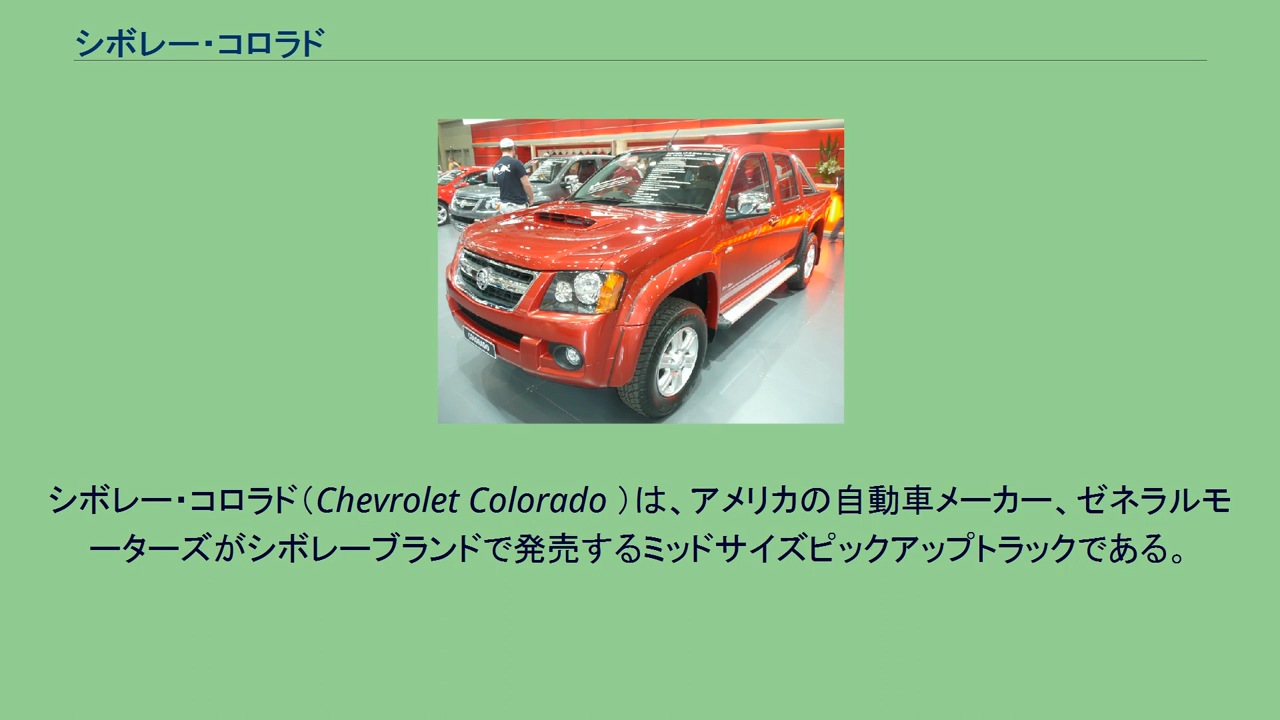 シボレー・コロラド
COLORADO
シボレー・コロラド（Chevrolet Colorado ）は、アメリカの自動車メーカー、ゼネラルモ
ーターズがシボレーブランドで発売するミッドサイズピックアップトラックである。